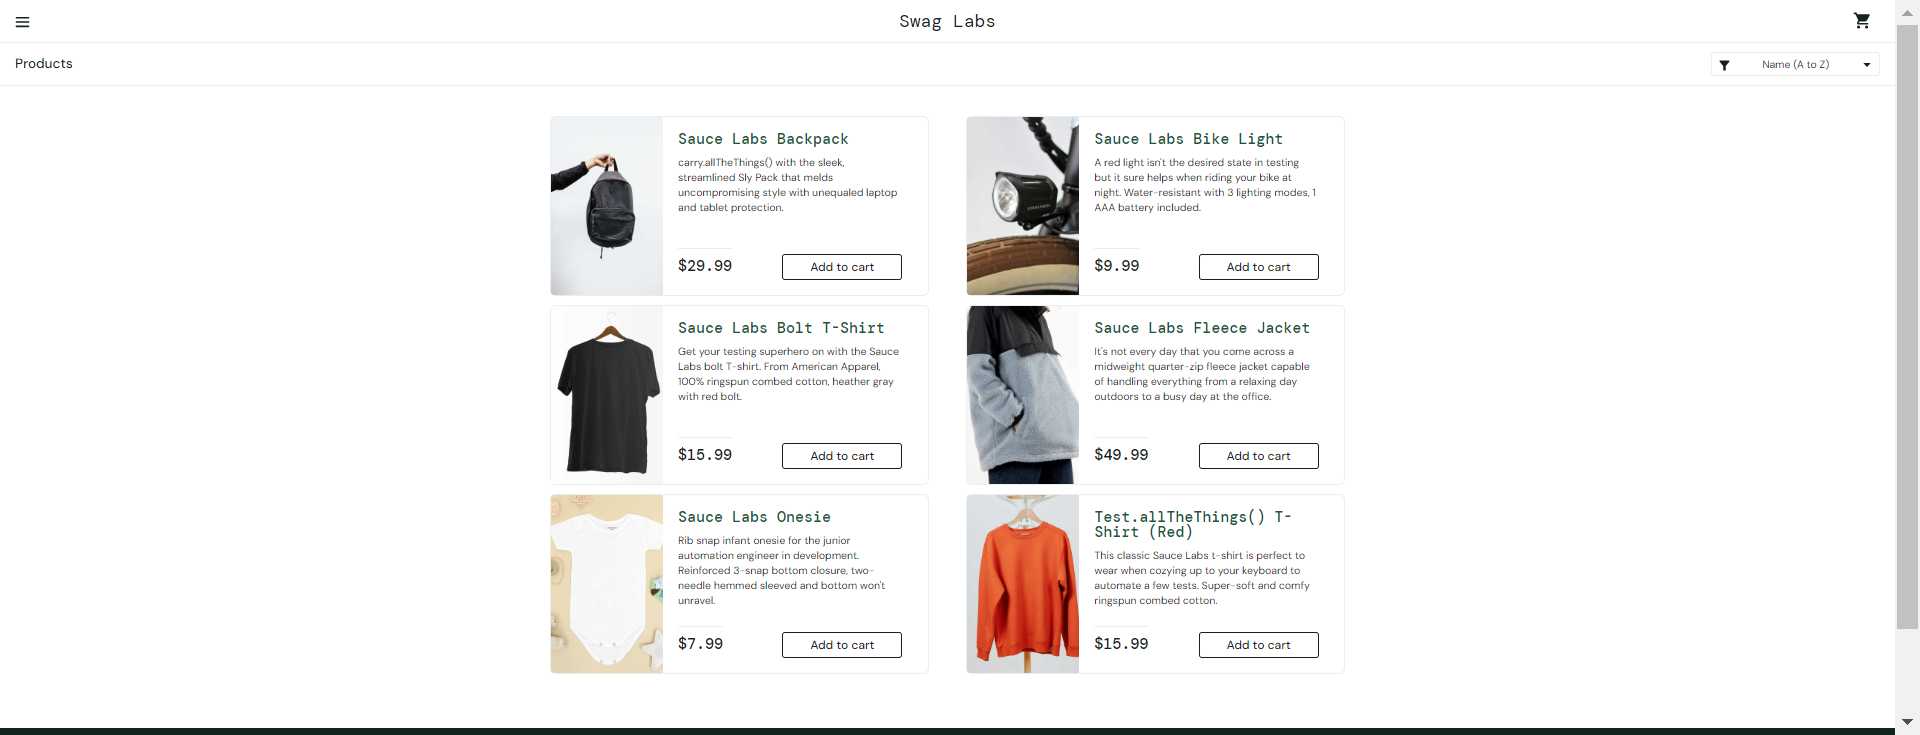 Swag Labs
Products
Name (A to Z)
Sauce Labs Backpack
carry.allTheThings() with the sleek,
streamlined Sly Pack that melds
uncompromising style with unequaled laptop
and tablet protection.
$29.99
Add to cart
Sauce Labs Bike Light
A red light isn't the desired state in testing
but it sure helps when riding your bike at
night. Water-resistant with 3 lighting modes, 1
AAA battery included.
$9.99
Add to cart
Sauce Labs Bolt T-Shirt
Get your testing superhero on with the Sauce
Labs bolt T-shirt. From American Apparel,
100% ringspun combed cotton, heather gray
with red bolt.
$15.99
Add to cart
Sauce Labs Fleece Jacket
It's not every day that you come across a
midweight quarter-zip fleece jacket capable
of handling everything from a relaxing day
outdoors to a busy day at the office.
$49.99
Add to cart
Sauce Labs Onesie
Rib snap infant onesie for the junior
automation engineer in development.
Reinforced 3-snap bottom closure, two-
needle hemmed sleeved and bottom won't
unravel.
$7.99
Add to cart
Test.allTheThings() T-
Shirt (Red)
This classic Sauce Labs t-shirt is perfect to
wear when cozying up to your keyboard to
automate a few tests. Super-soft and comfy
ringspun combed cotton.
$15.99
Add to cart